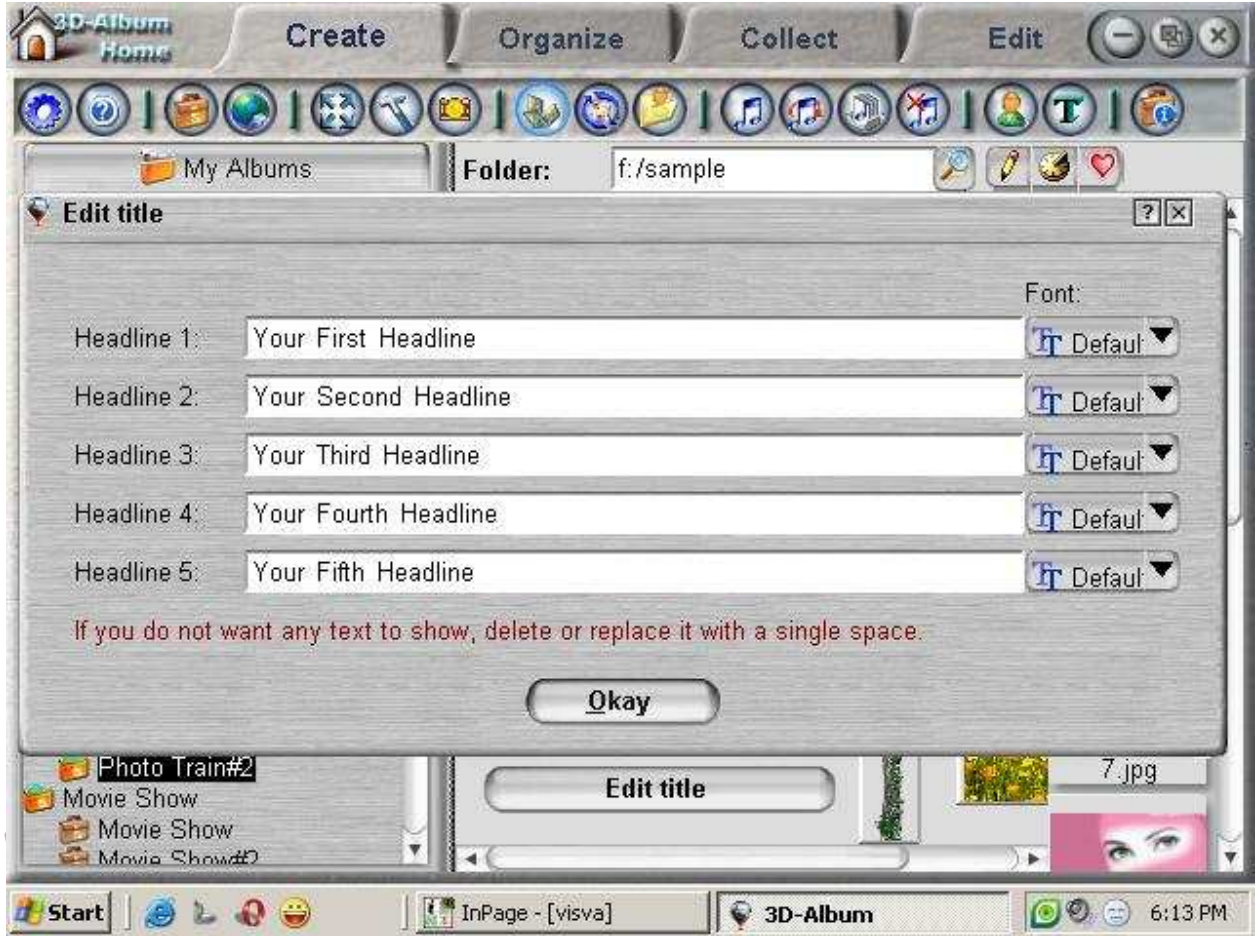 3D-Album
Home
Create
Organize
Collect
Edit
My Albums
Folder:
f:/sample
Edit title
Font:
Headline 1:
Your First Headline
Defaul
Headline 2:
Your Second Headline
Defaul
Headline 3:
Your Third Headline
Defaul
Headline 4:
Your Fourth Headline
Defaul
Headline 5:
Your Fifth Headline
Defaul
If you do not want any text to show, delete or replace it with a single space.
Okay
Photo Train#2
Movie Show
Movie Show
Movie Show#2
Edit title
7.jpg
Start
InPage - [visva]
3D-Album
6:13 PM